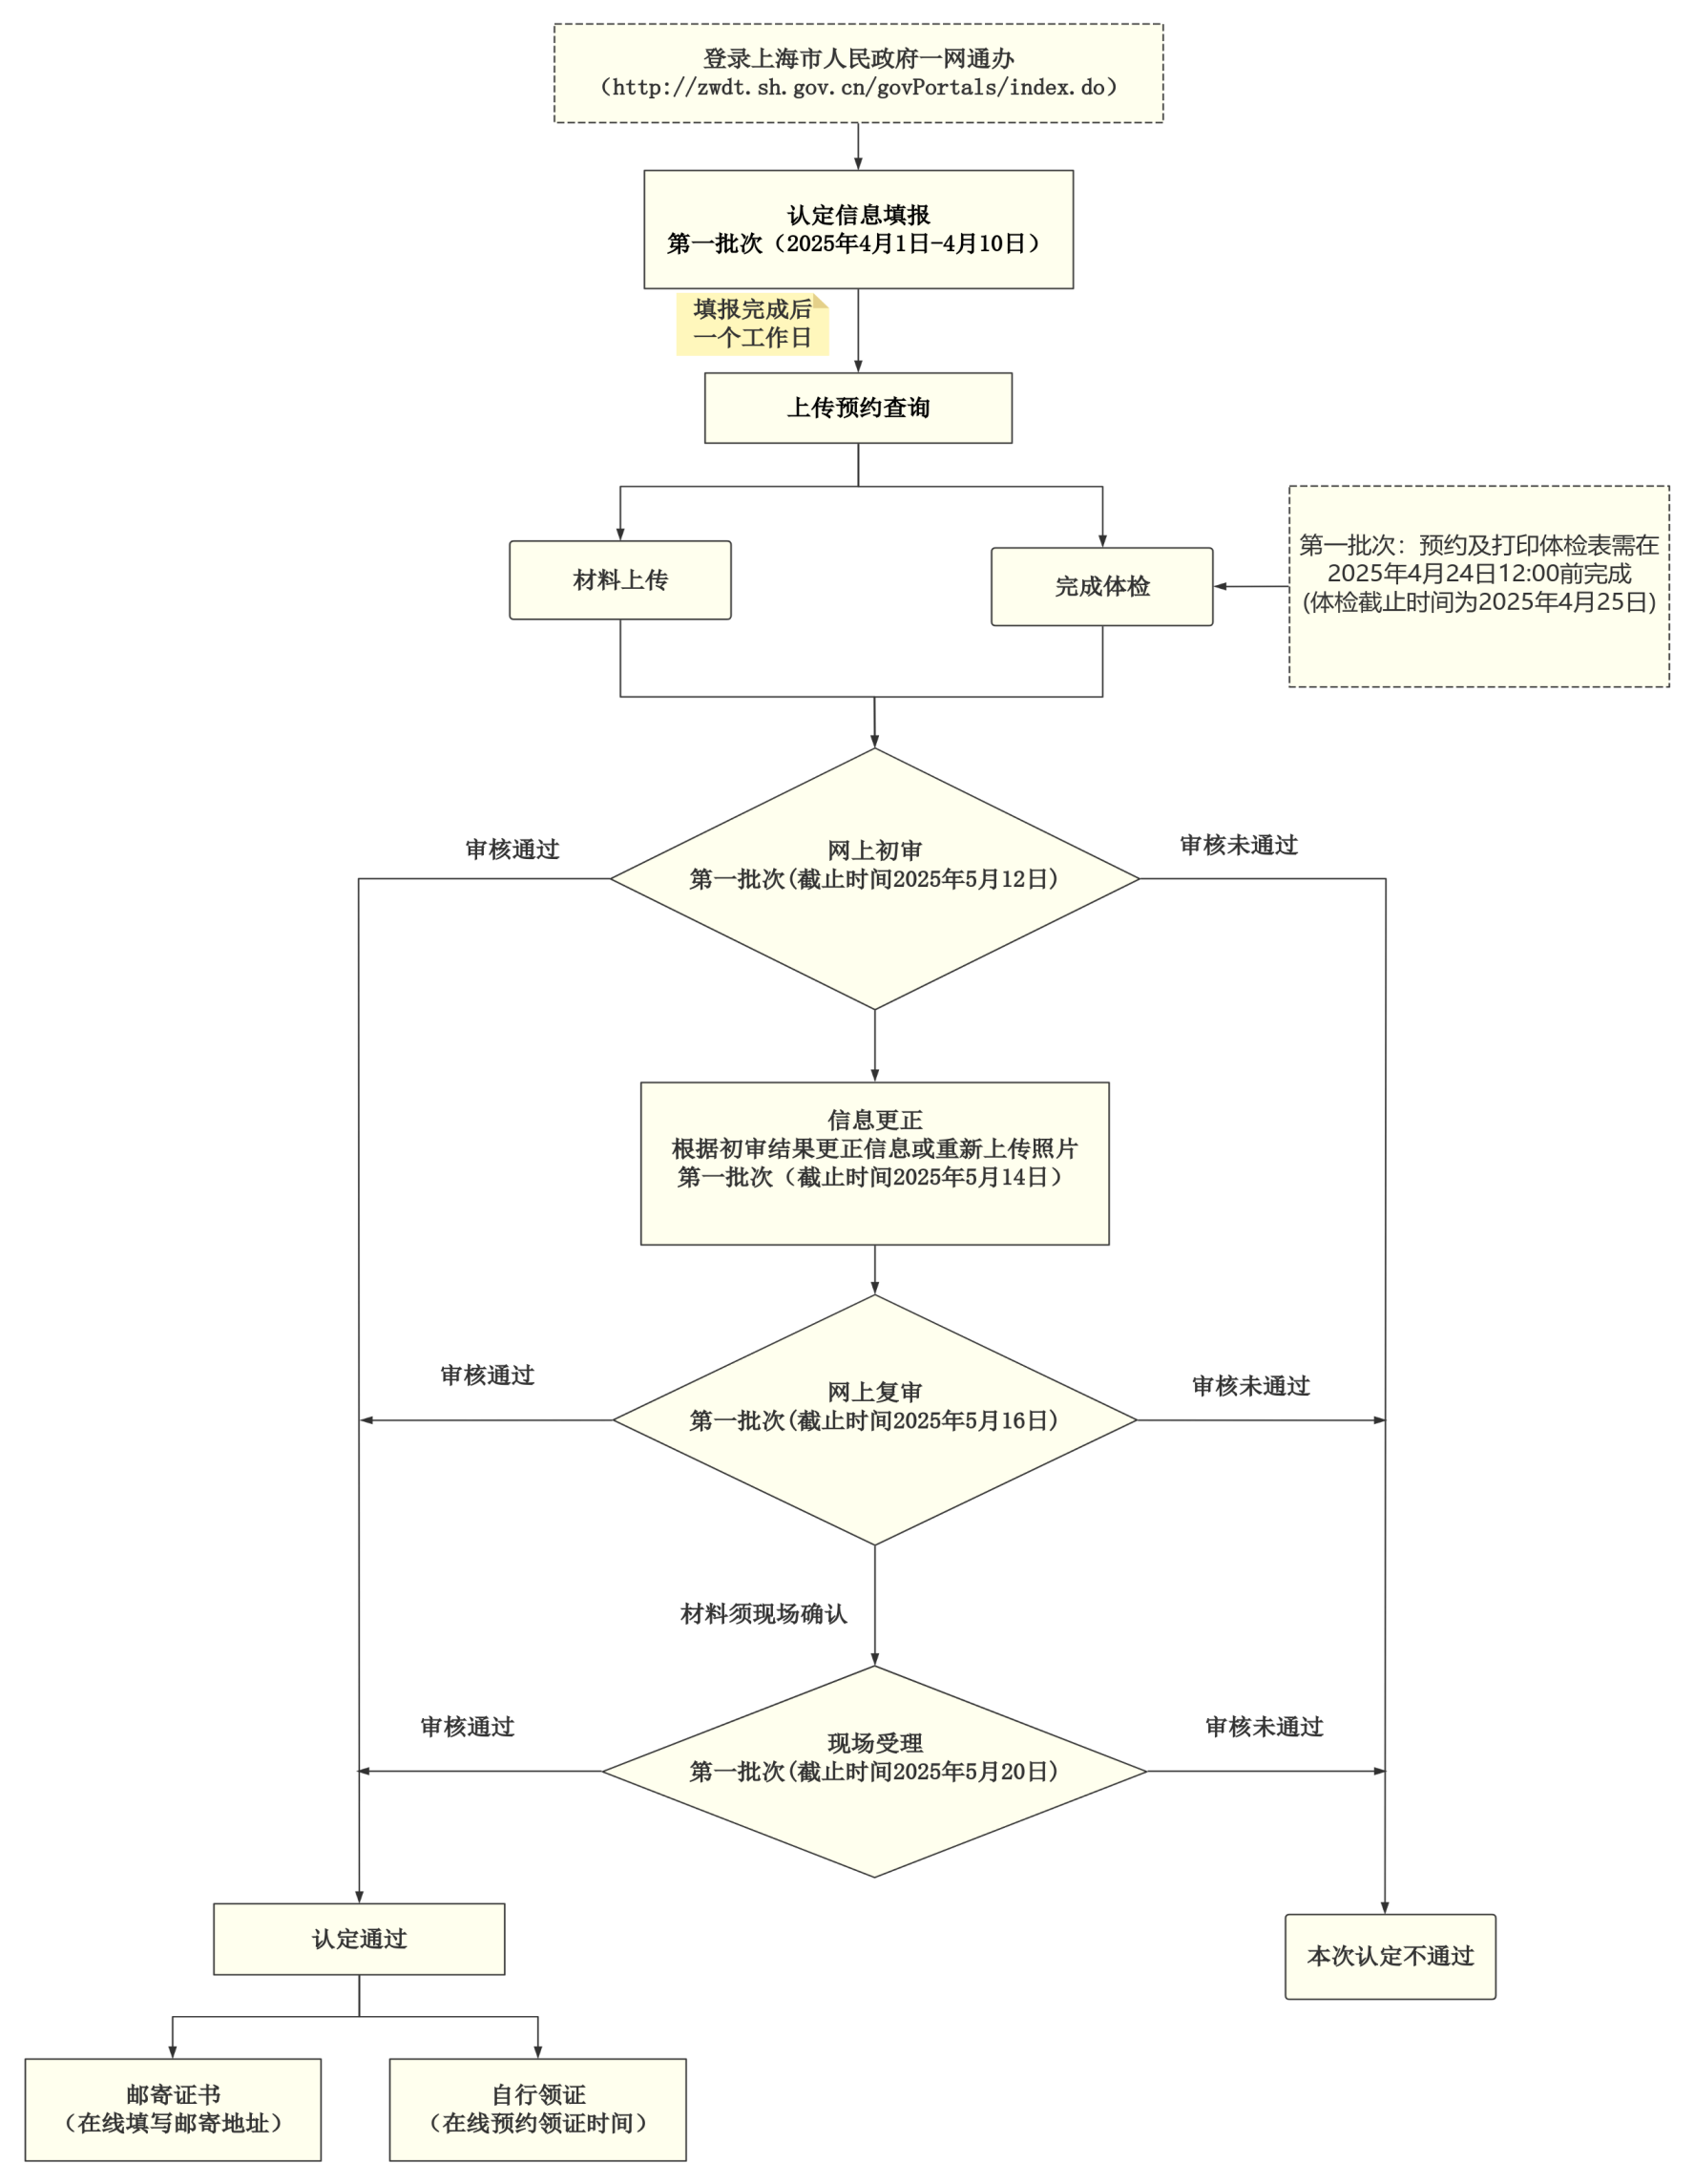 登录上海市人民政府一网通办
（http://zwdt.sh.gov.cn/govPortals/index.do）
认定信息填报
第一批次（2025年4月1日-4月10日）
填报完成后
一个工作日
上传预约查询
材料上传
完成体检
第一批次：预约及打印体检表需在
2025年4月24日12:00前完成
(体检截止时间为2025年4月25日)
审核通过
网上初审
第一批次(截止时间2025年5月12日)
审核未通过
信息更正
根据初审结果更正信息或重新上传照片
第一批次（截止时间2025年5月14日）
审核通过
网上复审
第一批次(截止时间2025年5月16日)
审核未通过
材料须现场确认
审核通过
现场受理
第一批次(截止时间2025年5月20日)
审核未通过
认定通过
本次认定不通过
邮寄证书
（在线填写邮寄地址）
自行领证
（在线预约领证时间）